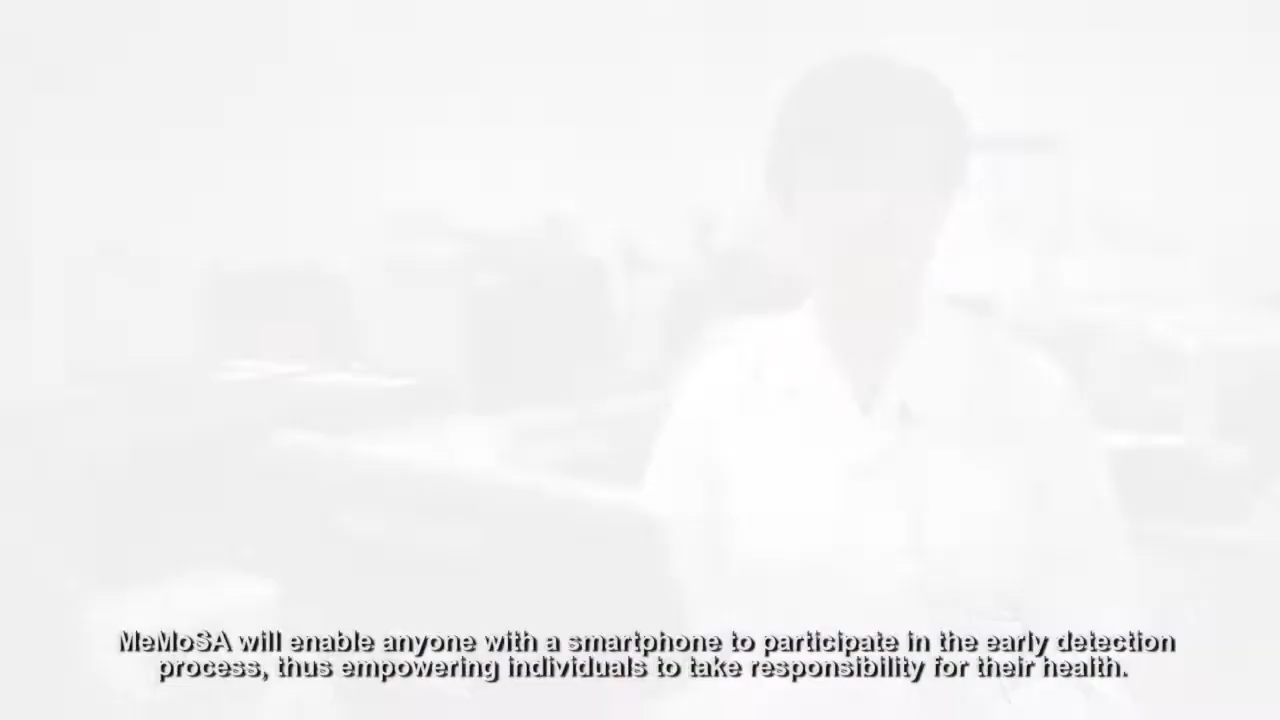 MeMoSA will enable anyone with a smartphone to participate in the early detection
process, thus empowering individuals to take responsibility for their health.